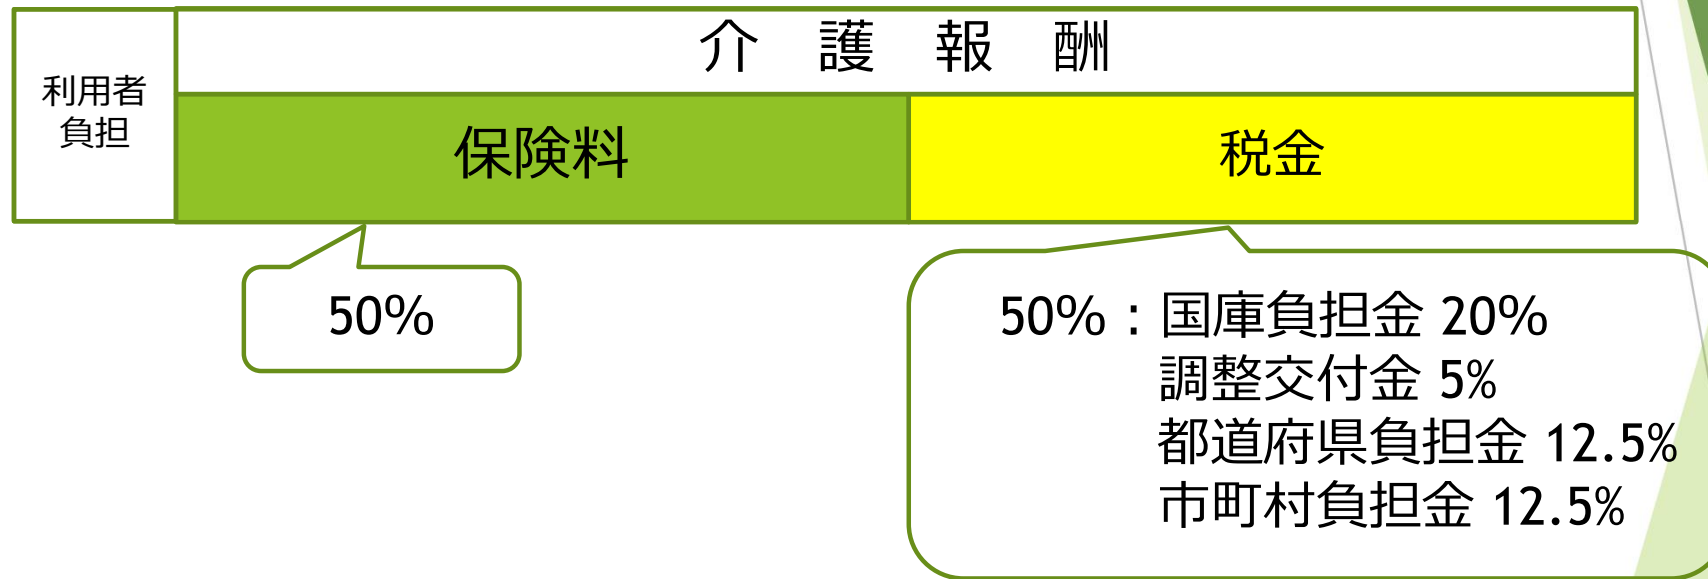 介 護 報 酬
利用者
負担
保険料
税金
50%
50%：国庫負担金 20%
調整交付金 5%
都道府県負担金 12.5%
市町村負担金 12.5%